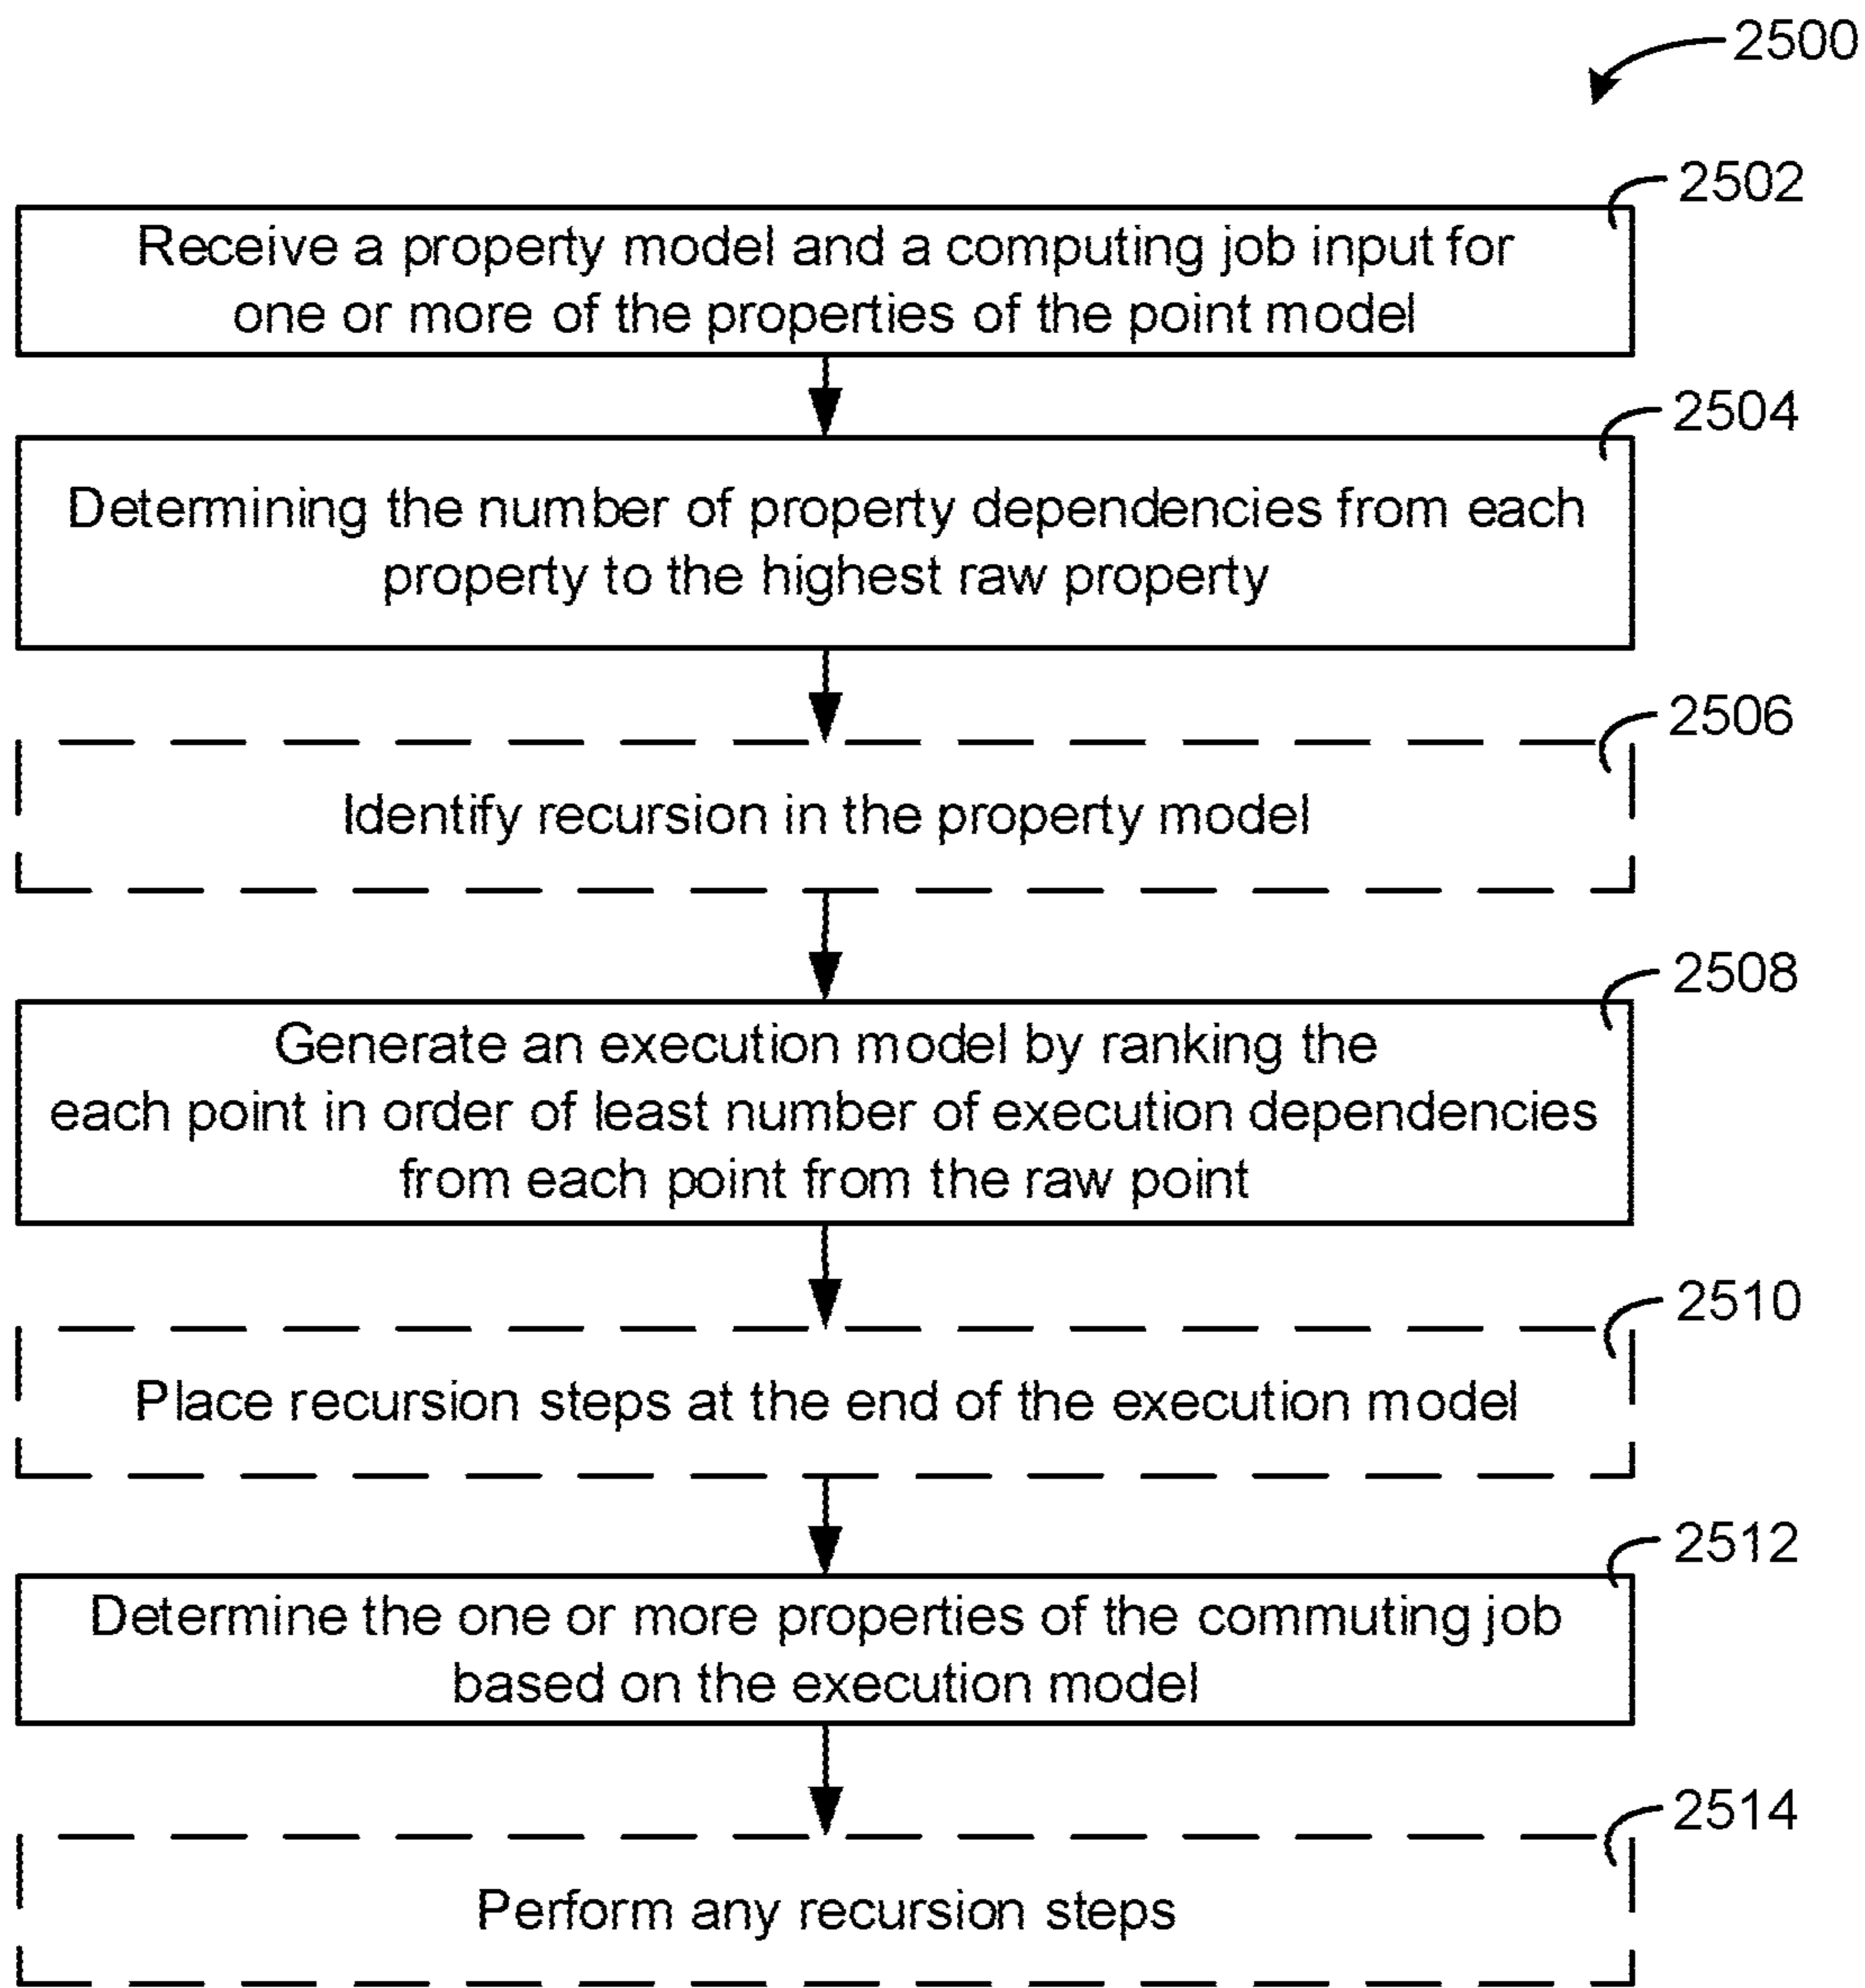 2500
2502
Receive a property model and a computing job input for
one or more of the properties of the point model
2504
Determining the number of property dependencies from each
property to the highest raw property
2506
Identify recursion in the property model
2508
Generate an execution model by ranking the
each point in order of least number of execution dependencies
from each point from the raw point
2510
Place recursion steps at the end of the execution model
2512
Determine the one or more properties of the commuting job
based on the execution model
2514
Perform any recursion steps